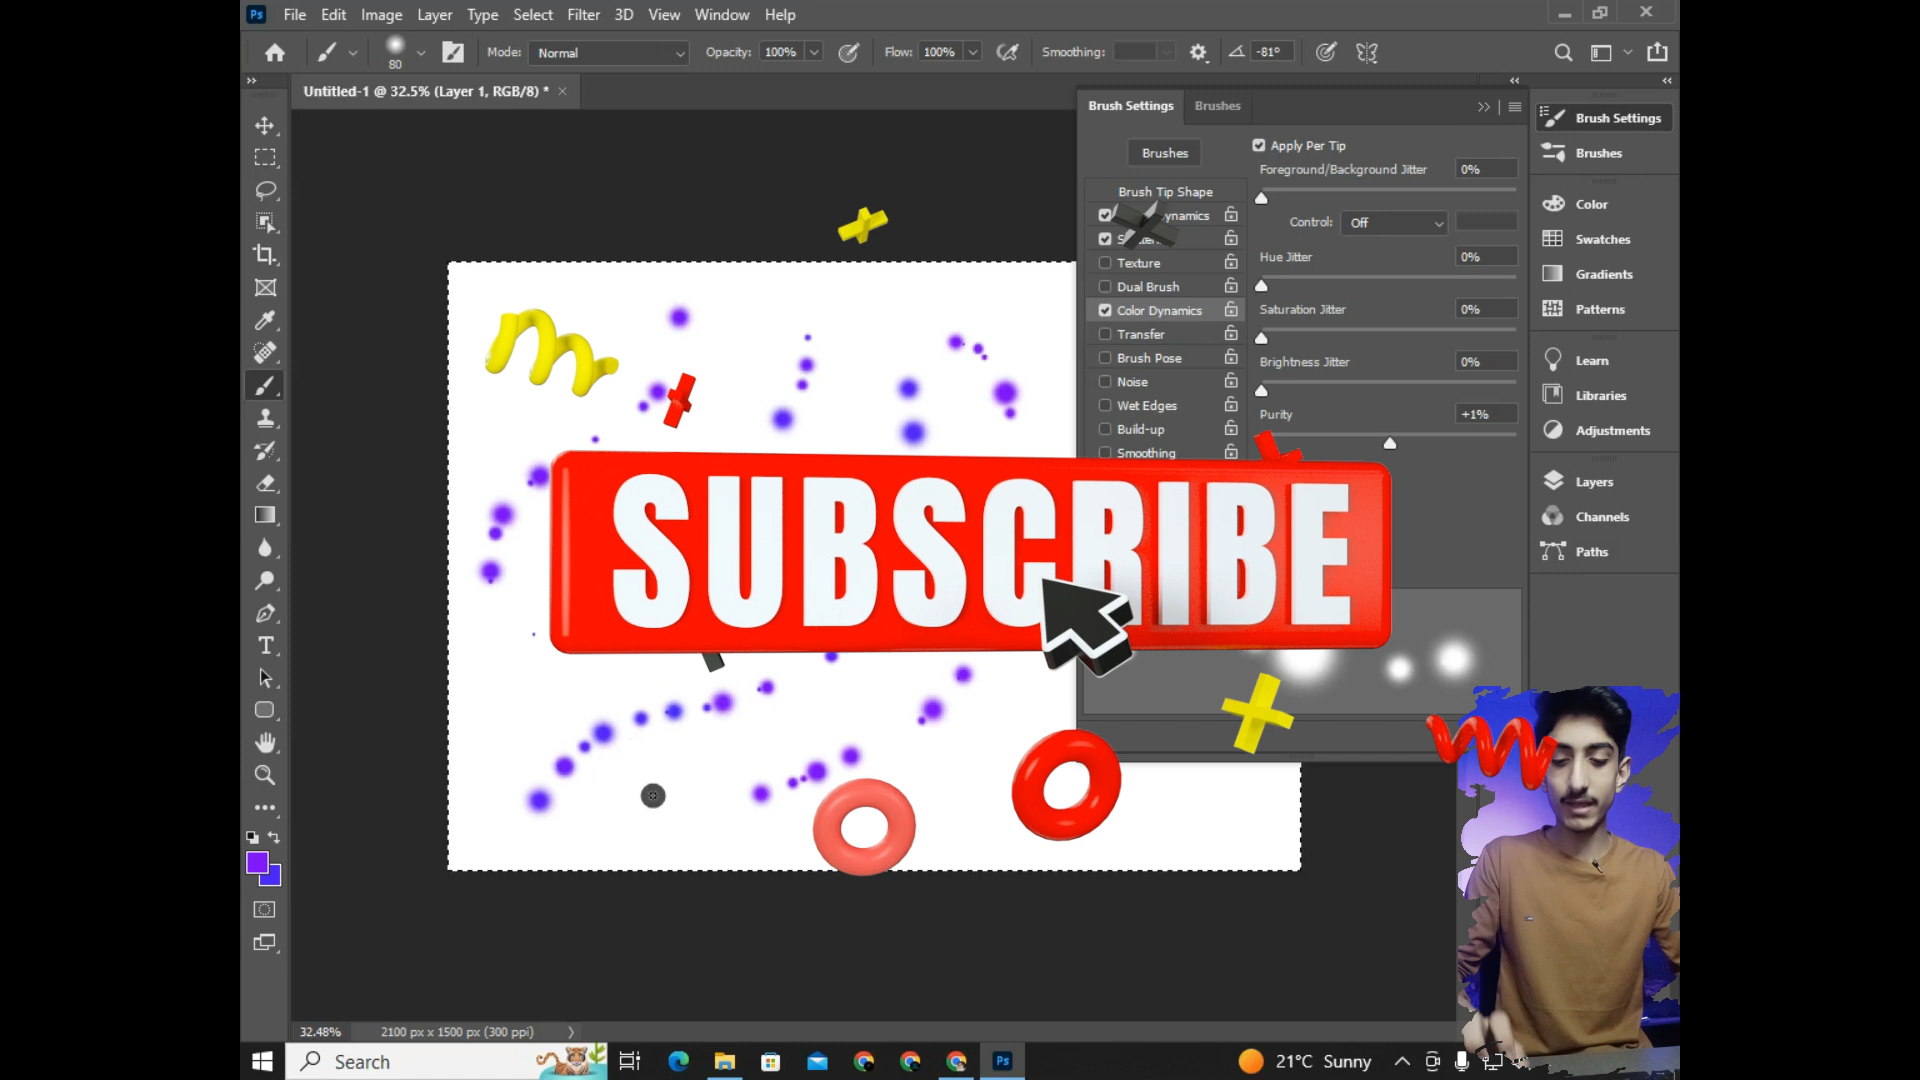 Ps File Edit Image Layer Type Select Filter 3D View Window Help
80 Mode: Normal Opacity: 100% Flow: 100% Smoothing: -81°
Untitled-1 @ 32.5% (Layer 1, RGB/8) *
Brush Settings Brushes
Brushes
Brush Tip Shape
Texture
Dual Brush
Color Dynamics
Transfer
Brush Pose
Noise
Wet Edges
Build-up
Smoothing
Apply Per Tip
Foreground/Background Jitter 0%
Control: Off
Hue Jitter 0%
Saturation Jitter 0%
Brightness Jitter 0%
Purity +1%
Brush Settings
Brushes
Color
Swatches
Gradients
Patterns
Learn
Libraries
Adjustments
Layers
Channels
Paths
SUBSCRIBE
32.48% 2100 px x 1500 px (300 ppi)
Search
Ps
21°C Sunny